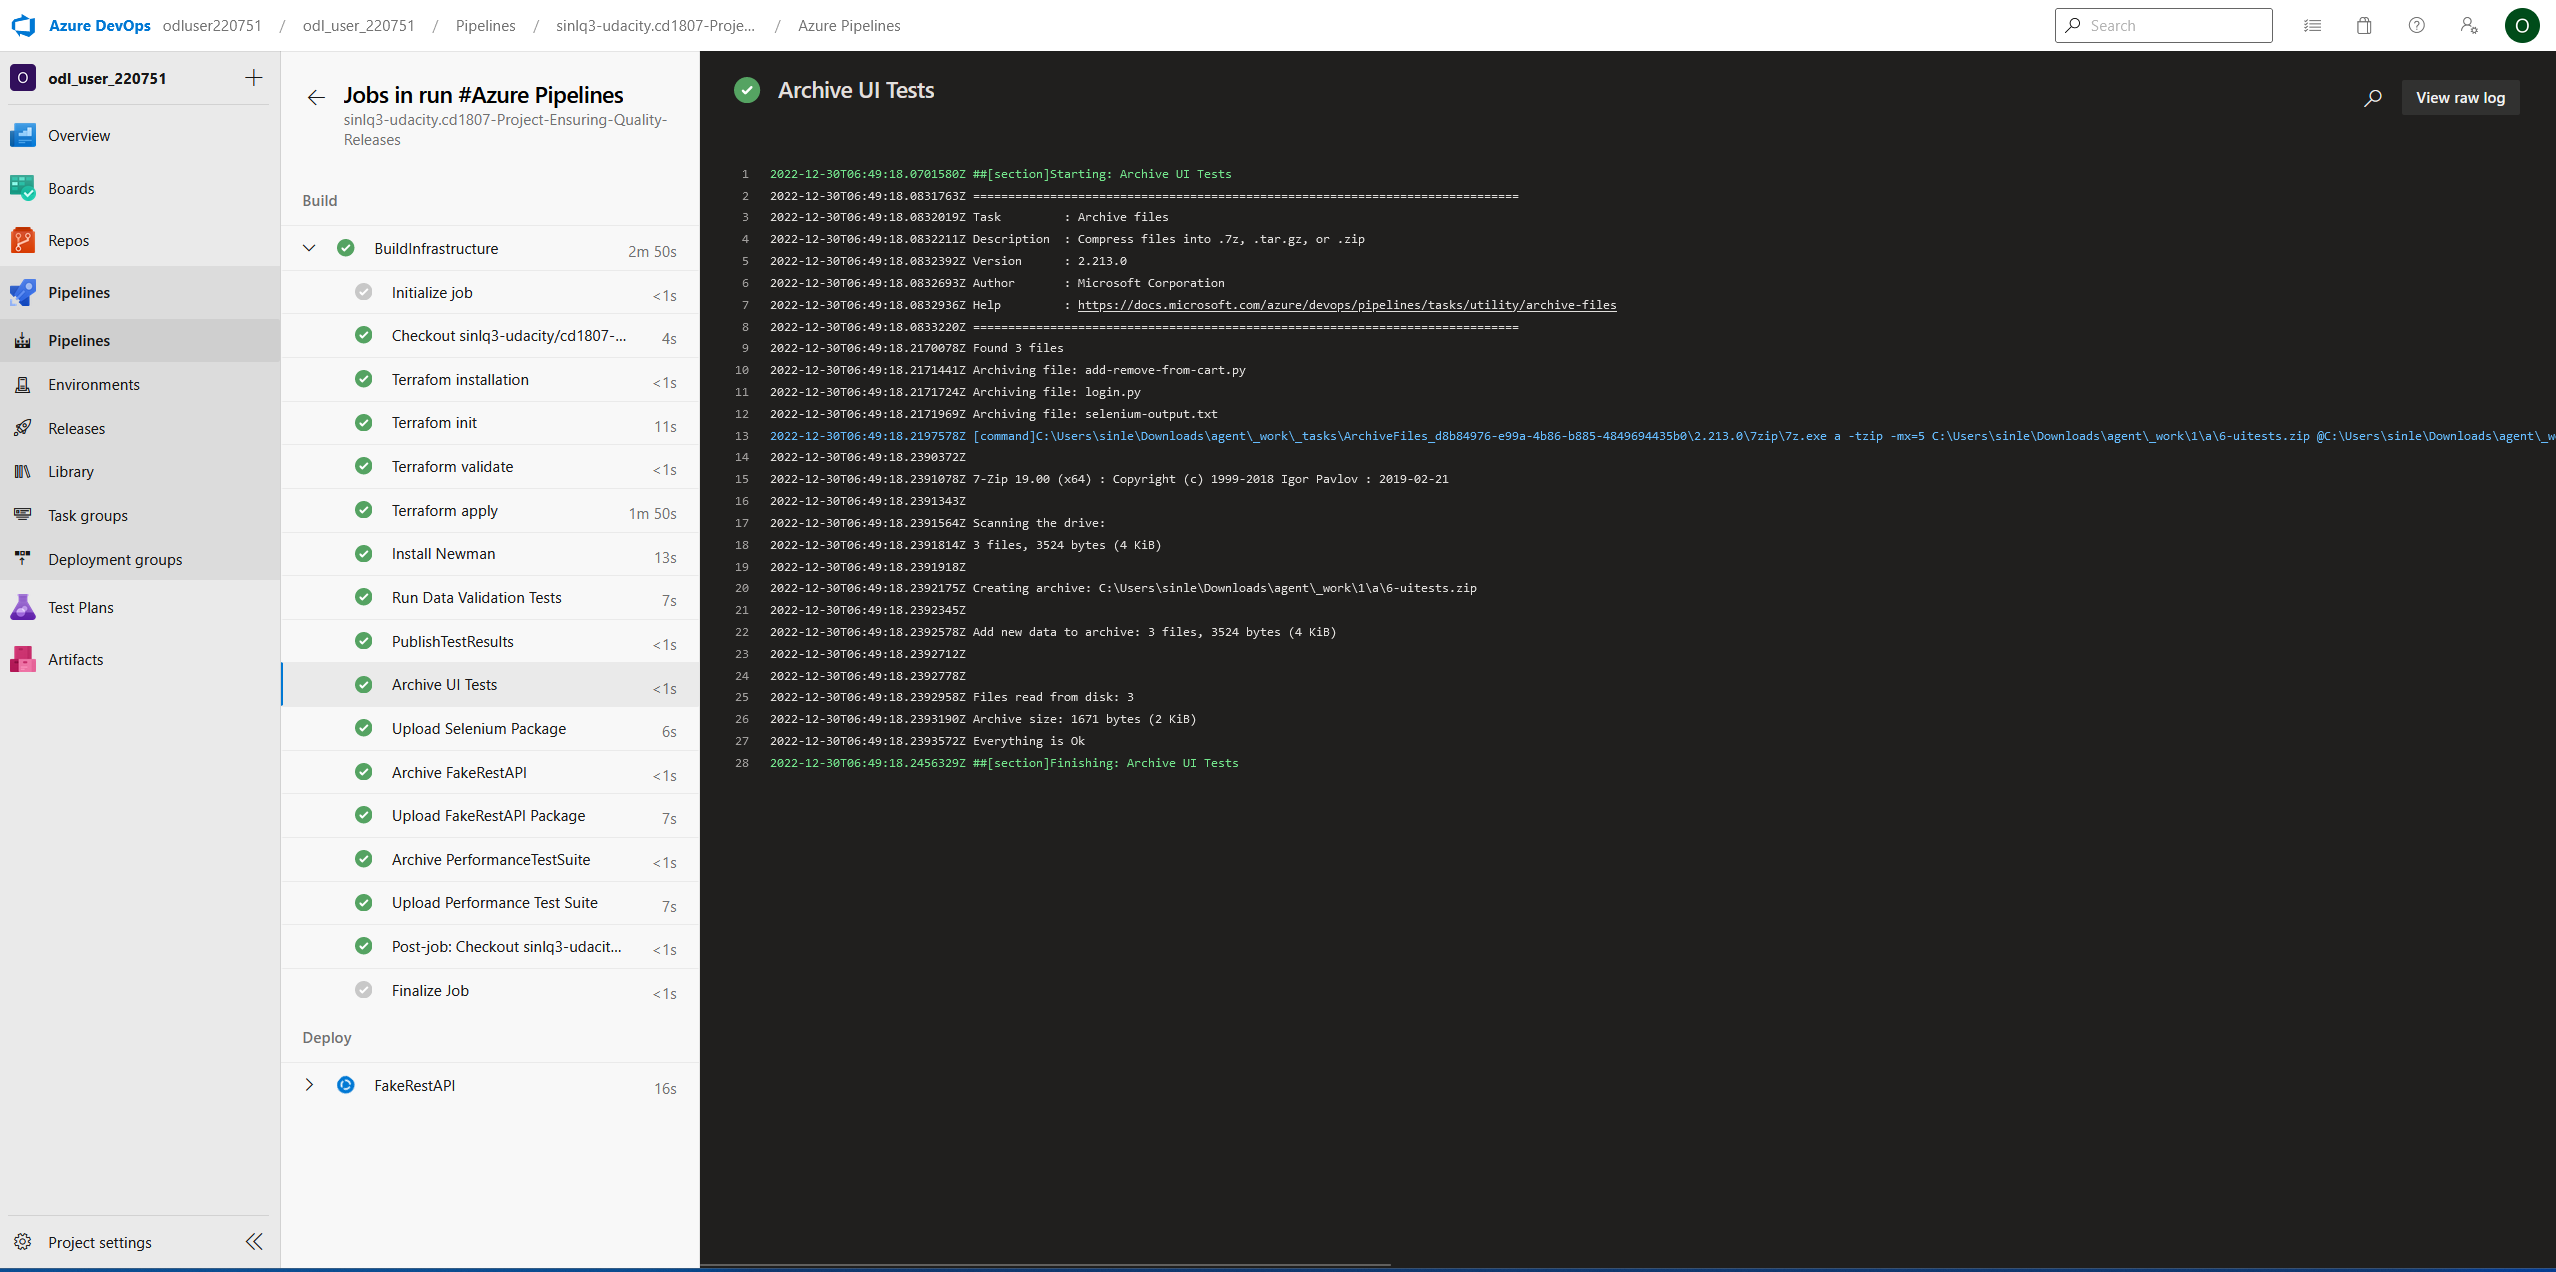 Azure DevOps odluser220751 / odl_user_220751 / Pipelines / sinlq3-udacity.cd1807-Proje... / Azure Pipelines
Search
O
O odl_user_220751
Overview
Boards
Repos
Pipelines
Pipelines
Environments
Releases
Library
Task groups
Deployment groups
Test Plans
Artifacts
Project settings
Jobs in run #Azure Pipelines
sinlq3-udacity.cd1807-Project-Ensuring-Quality-
Releases
Build
BuildInfrastructure 2m 50s
Initialize job <1s
Checkout sinlq3-udacity/cd1807-... 4s
Terrafom installation <1s
Terrafom init 11s
Terraform validate <1s
Terraform apply 1m 50s
Install Newman 13s
Run Data Validation Tests 7s
PublishTestResults <1s
Archive UI Tests <1s
Upload Selenium Package 6s
Archive FakeRestAPI <1s
Upload FakeRestAPI Package 7s
Archive PerformanceTestSuite <1s
Upload Performance Test Suite 7s
Post-job: Checkout sinlq3-udacit... <1s
Finalize Job <1s
Deploy
FakeRestAPI 16s
Archive UI Tests
View raw log
1 2022-12-30T06:49:18.0701580Z ##[section]Starting: Archive UI Tests
2 2022-12-30T06:49:18.0831763Z ==============================================================================
3 2022-12-30T06:49:18.0832019Z Task : Archive files
4 2022-12-30T06:49:18.0832211Z Description : Compress files into .7z, .tar.gz, or .zip
5 2022-12-30T06:49:18.0832392Z Version : 2.213.0
6 2022-12-30T06:49:18.0832693Z Author : Microsoft Corporation
7 2022-12-30T06:49:18.0832936Z Help : https://docs.microsoft.com/azure/devops/pipelines/tasks/utility/archive-files
8 2022-12-30T06:49:18.0833220Z ==============================================================================
9 2022-12-30T06:49:18.2170078Z Found 3 files
10 2022-12-30T06:49:18.2171441Z Archiving file: add-remove-from-cart.py
11 2022-12-30T06:49:18.2171724Z Archiving file: login.py
12 2022-12-30T06:49:18.2171969Z Archiving file: selenium-output.txt
13 2022-12-30T06:49:18.2197578Z [command]C:\Users\sinle\Downloads\agent\_work\_tasks\ArchiveFiles_d8b84976-e99a-4b86-b885-4849694435b0\2.213.0\7zip\7z.exe a -tzip -mx=5 C:\Users\sinle\Downloads\agent\_work\1\a\6-uitests.zip @C:\Users\sinle\Downloads\agent\_w
14 2022-12-30T06:49:18.2390372Z
15 2022-12-30T06:49:18.2391078Z 7-Zip 19.00 (x64) : Copyright (c) 1999-2018 Igor Pavlov : 2019-02-21
16 2022-12-30T06:49:18.2391343Z
17 2022-12-30T06:49:18.2391564Z Scanning the drive:
18 2022-12-30T06:49:18.2391814Z 3 files, 3524 bytes (4 KiB)
19 2022-12-30T06:49:18.2391918Z
20 2022-12-30T06:49:18.2392175Z Creating archive: C:\Users\sinle\Downloads\agent\_work\1\a\6-uitests.zip
21 2022-12-30T06:49:18.2392345Z
22 2022-12-30T06:49:18.2392578Z Add new data to archive: 3 files, 3524 bytes (4 KiB)
23 2022-12-30T06:49:18.2392712Z
24 2022-12-30T06:49:18.2392778Z
25 2022-12-30T06:49:18.2392958Z Files read from disk: 3
26 2022-12-30T06:49:18.2393190Z Archive size: 1671 bytes (2 KiB)
27 2022-12-30T06:49:18.2393572Z Everything is Ok
28 2022-12-30T06:49:18.2456329Z ##[section]Finishing: Archive UI Tests